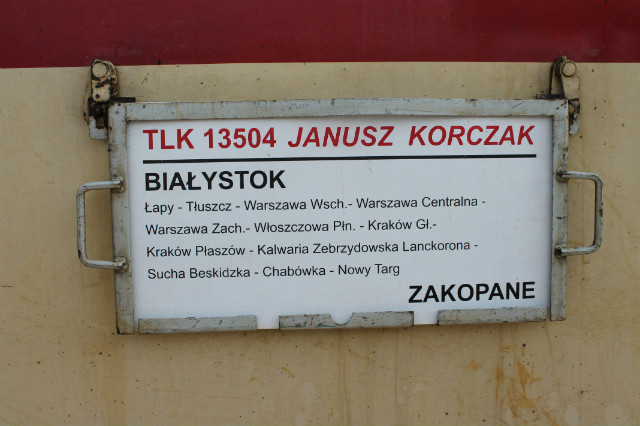 TLK 13504 JANUSZ KORCZAK
BIAŁYSTOK
Łapy - Tłuszcz - Warszawa Wsch.- Warszawa Centralna -
Warszawa Zach.- Włoszczowa Płn. - Kraków Gł.-
Kraków Płaszów - Kalwaria Zebrzydowska Lanckorona -
Sucha Beskidzka - Chabówka - Nowy Targ
ZAKOPANE